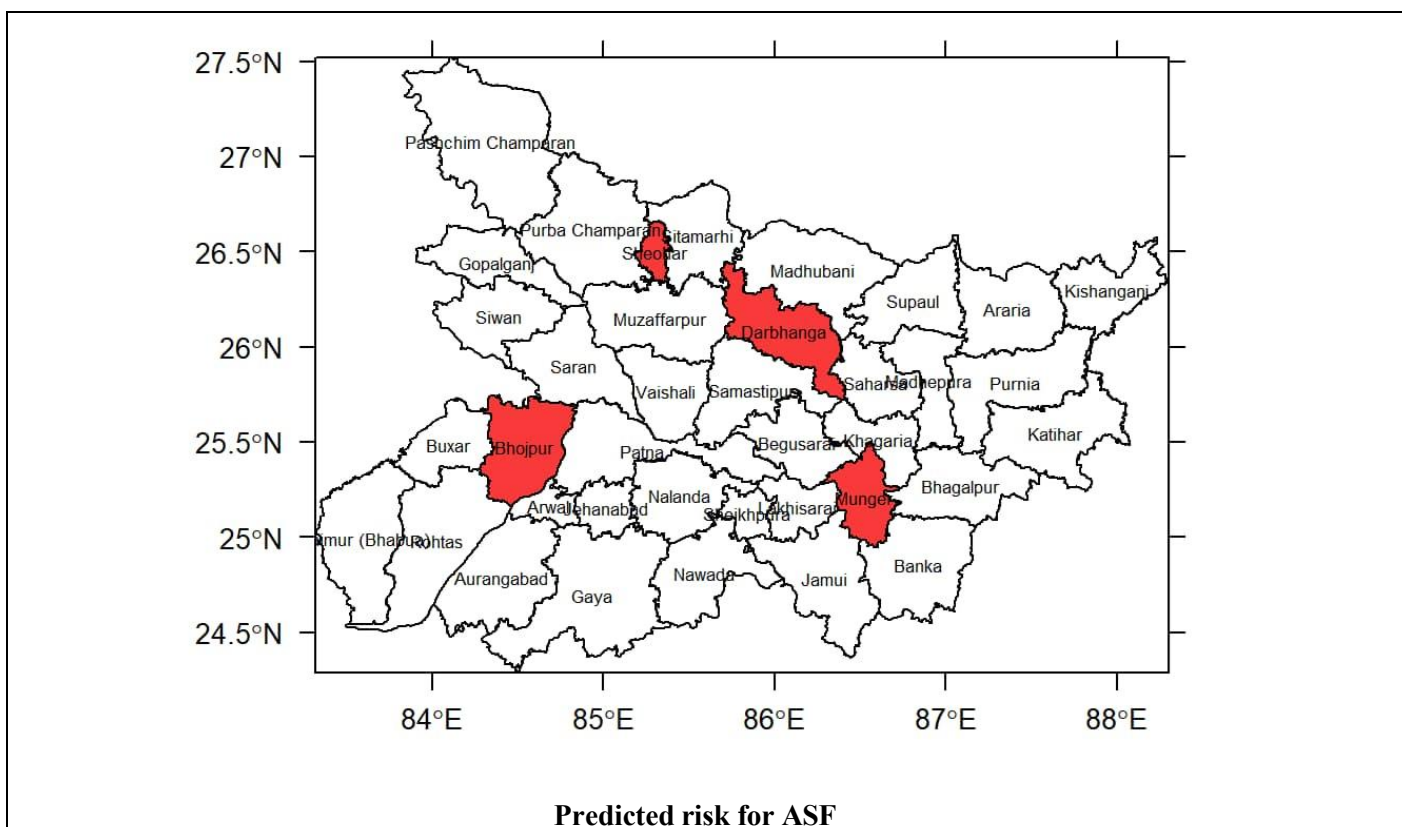 27.5°N
Pashchim Champaran
27°N
Purba Champaran
Sitamarhi
26.5°N
Sheohar
Gopalganj
Madhubani
Kishanganj
Supaul
Araria
Siwan
Muzaffarpur
Darbhanga
26°N
Saran
Vaishali
Samastipur
Saharsa
Madhepura
Purnia
25.5°N
Buxar
Bhojpur
Patna
Begusarai
Khagaria
Katihar
Arwal
Jehanabad
Nalanda
Sheikhpura
Lakhisarai
Munger
Bhagalpur
25°N
imur (Bhabua)
Rohtas
Aurangabad
Gaya
Nawada
Jamui
Banka
24.5°N
84°E 85°E 86°E 87°E 88°E
Predicted risk for ASF